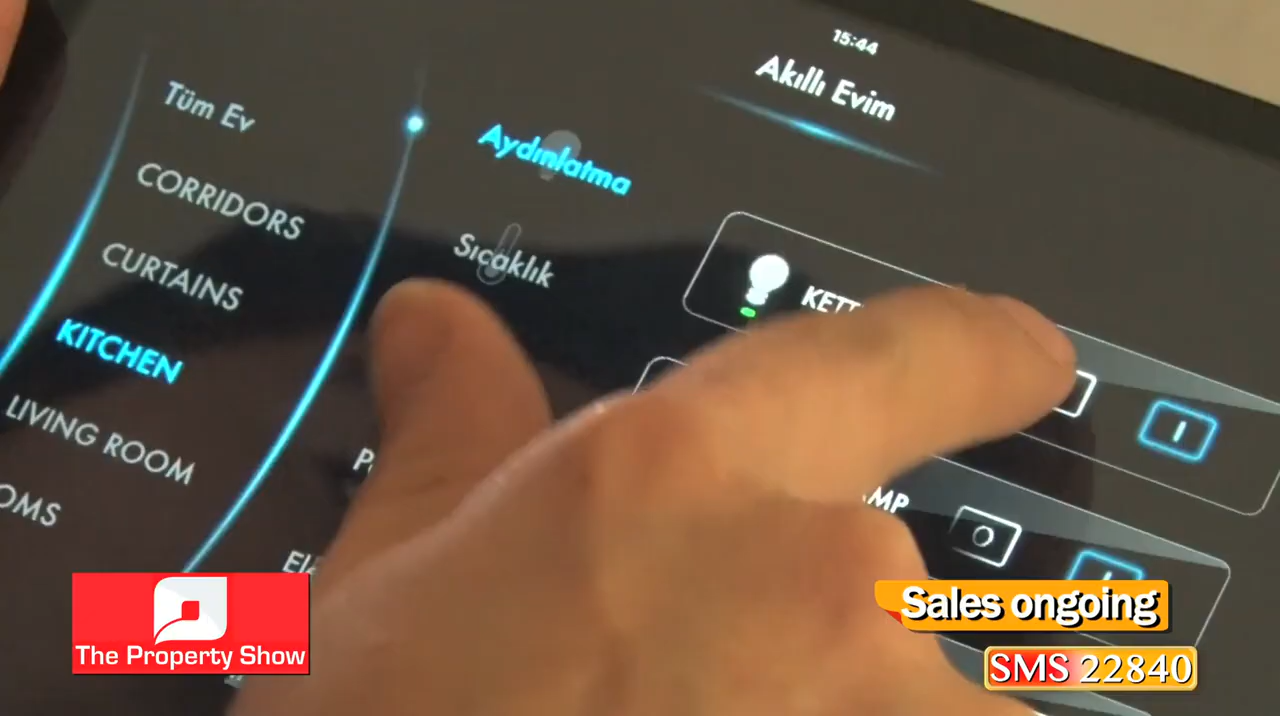 15:44
Akıllı Evim
Tüm Ev
CORRIDORS
CURTAINS
KITCHEN
LIVING ROOM
Aydınlatma
Sıcaklık
The Property Show
Sales ongoing
SMS 22840